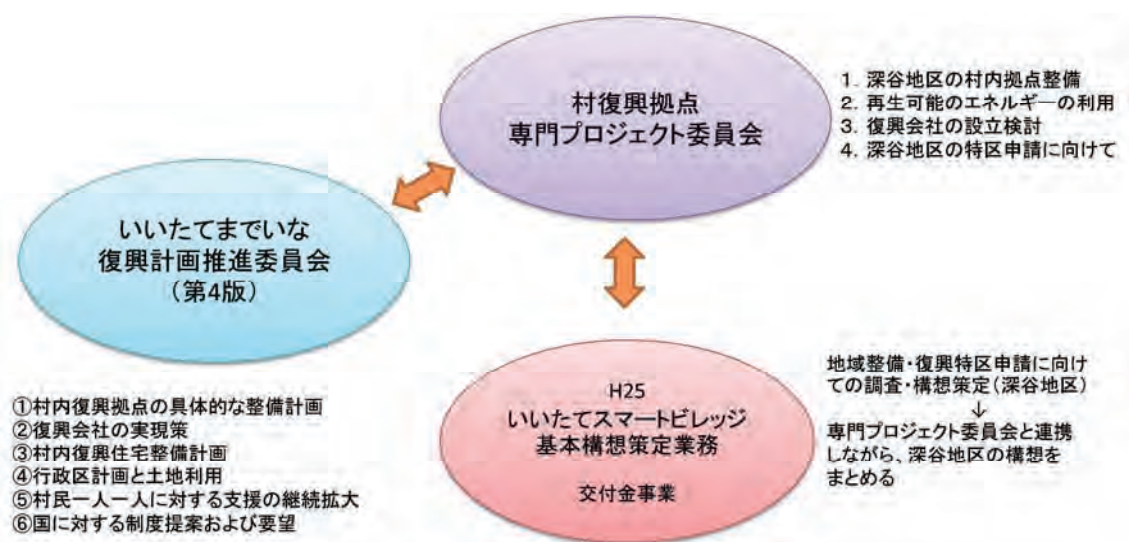 村復興拠点
専門プロジェクト委員会
1. 深谷地区の村内拠点整備
2. 再生可能のエネルギーの利用
3. 復興会社の設立検討
4. 深谷地区の特区申請に向けて
いいたてまでいな
復興計画推進委員会
（第4版）
①村内復興拠点の具体的な整備計画
②復興会社の実現策
③村内復興住宅整備計画
④行政区計画と土地利用
⑤村民一人一人に対する支援の継続拡大
⑥国に対する制度提案および要望
H25
いいたてスマートビレッジ
基本構想策定業務
交付金事業
地域整備・復興特区申請に向け
ての調査・構想策定（深谷地区）
↓
専門プロジェクト委員会と連携
しながら、深谷地区の構想を
まとめる